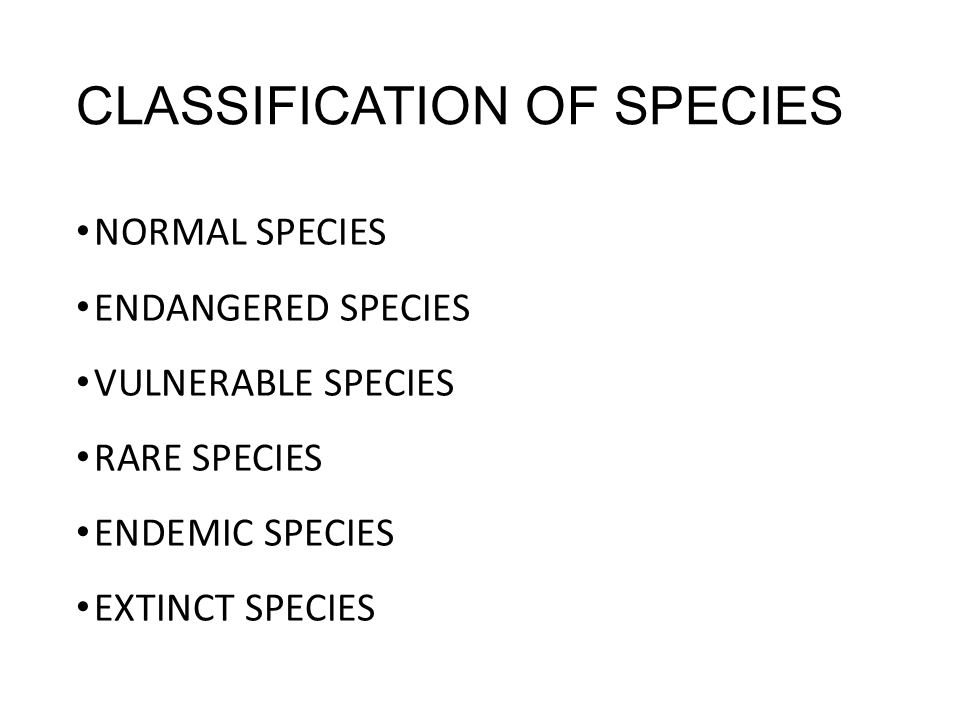 CLASSIFICATION OF SPECIES
•NORMAL SPECIES
•ENDANGERED SPECIES
•VULNERABLE SPECIES
•RARE SPECIES
•ENDEMIC SPECIES
•EXTINCT SPECIES